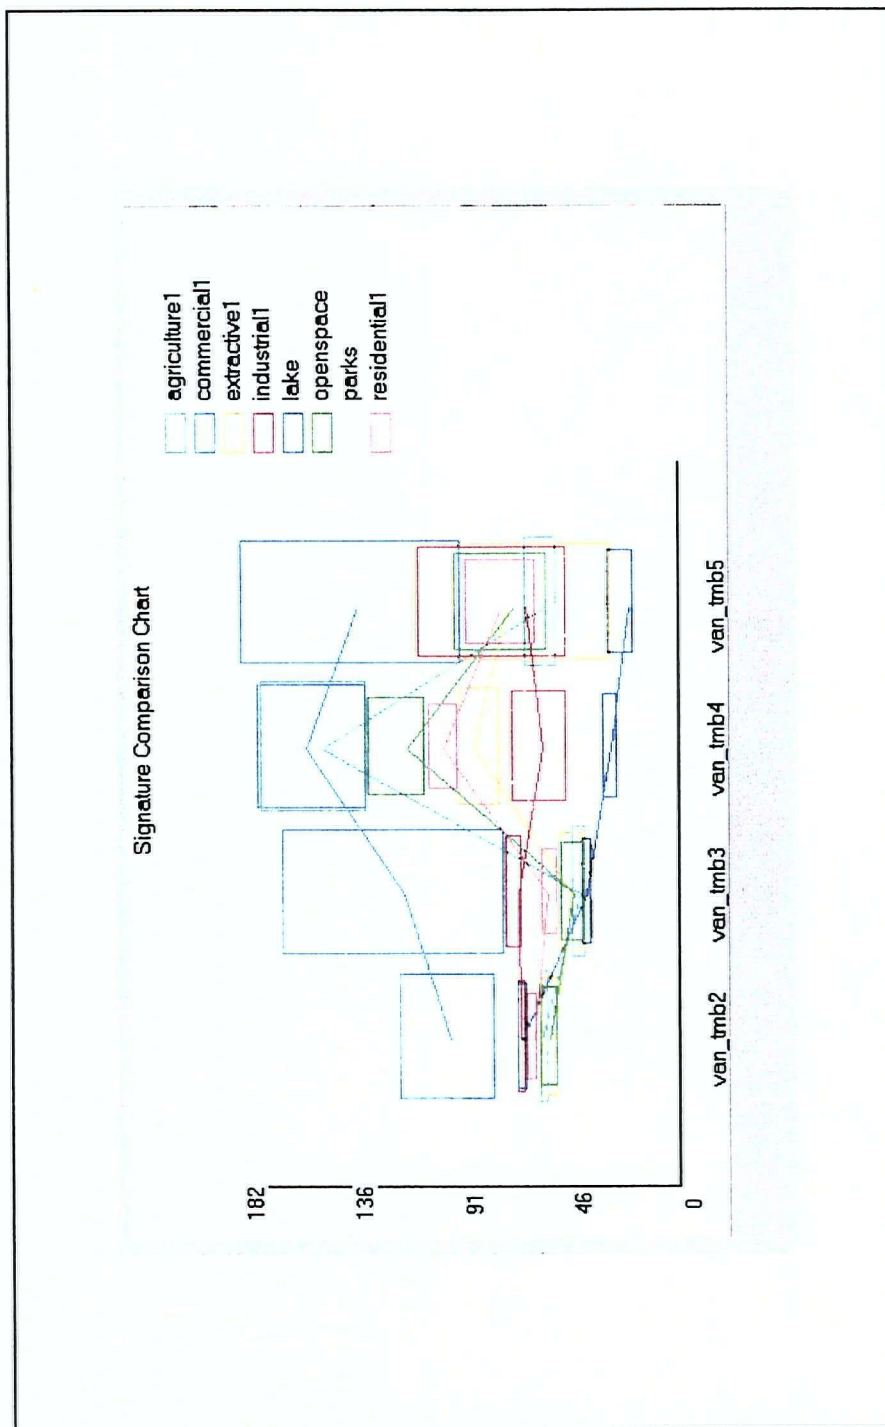 Signature Comparison Chart
agriculture1
commercial1
extractive1
industrial1
lake
openspace
parks
residential1
182
136
91
46
0
van_tmb2
van_tmb3
van_tmb4
van_tmb5